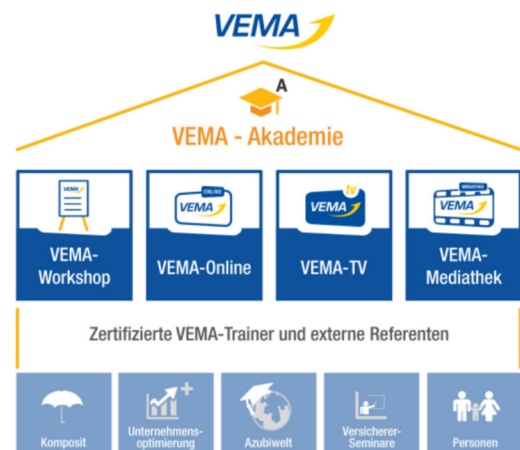 VEMA
A
VEMA - Akademie
VEMA
VEMA-
Workshop
ONLINE
VEMA
VEMA-Online
tv
VEMA
VEMA-TV
MEDIATHEK
VEMA
VEMA-
Mediathek
Zertifizierte VEMA-Trainer und externe Referenten
Komposit
Unternehmens-
optimierung
Azubiwelt
Versicherer-
Seminare
Personen